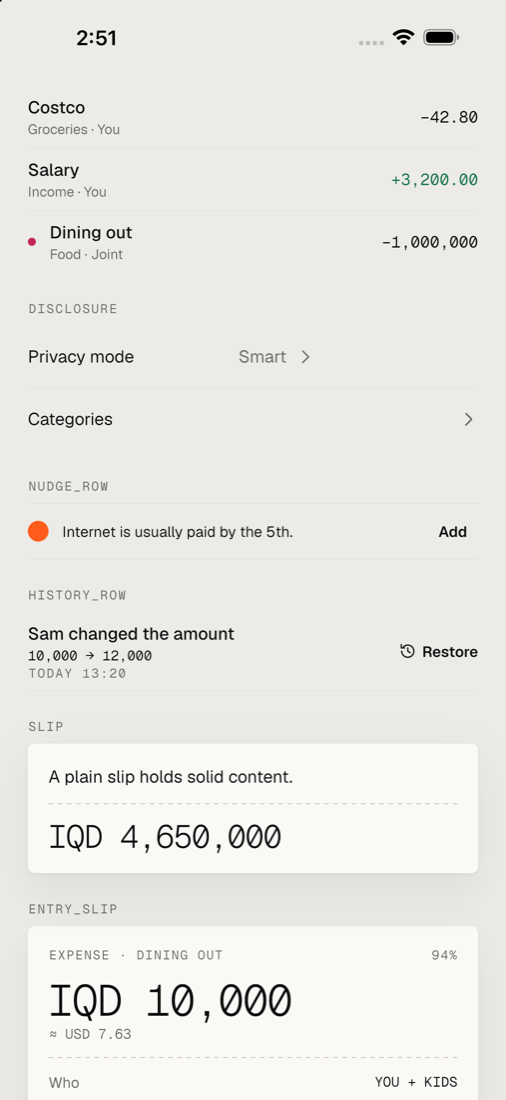 2:51
Costco
Groceries · You
−42.80
Salary
Income · You
+3,200.00
Dining out
Food · Joint
−1,000,000
DISCLOSURE
Privacy mode
Smart
Categories
NUDGE_ROW
Internet is usually paid by the 5th.
Add
HISTORY_ROW
Sam changed the amount
10,000 → 12,000
TODAY 13:20
Restore
SLIP
A plain slip holds solid content.
IQD 4,650,000
ENTRY_SLIP
EXPENSE · DINING OUT
94%
IQD 10,000
≈ USD 7.63
Who
YOU + KIDS